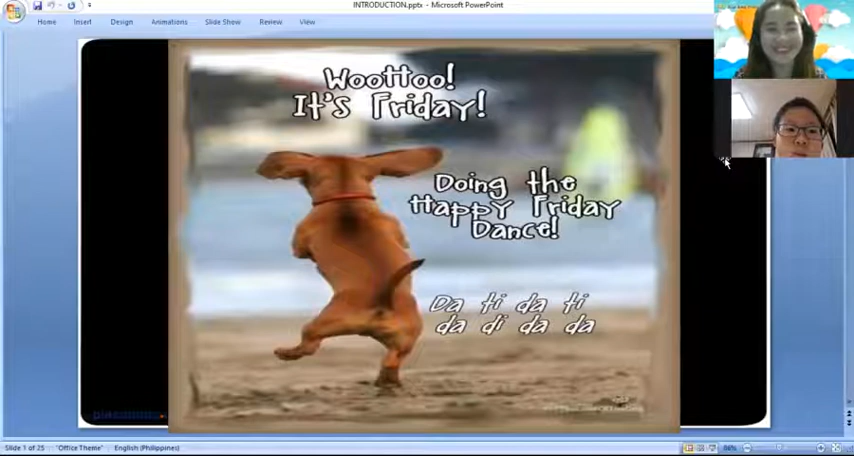 INTRODUCTION.pptx - Microsoft PowerPoint
Home Insert Design Animations Slide Show Review View
Woottoo!
It's Friday!
Doing the
Happy Friday
Dance!
Da ti da ti
da di da da
Slide 1 of 25 "Office Theme" English (Philippines)